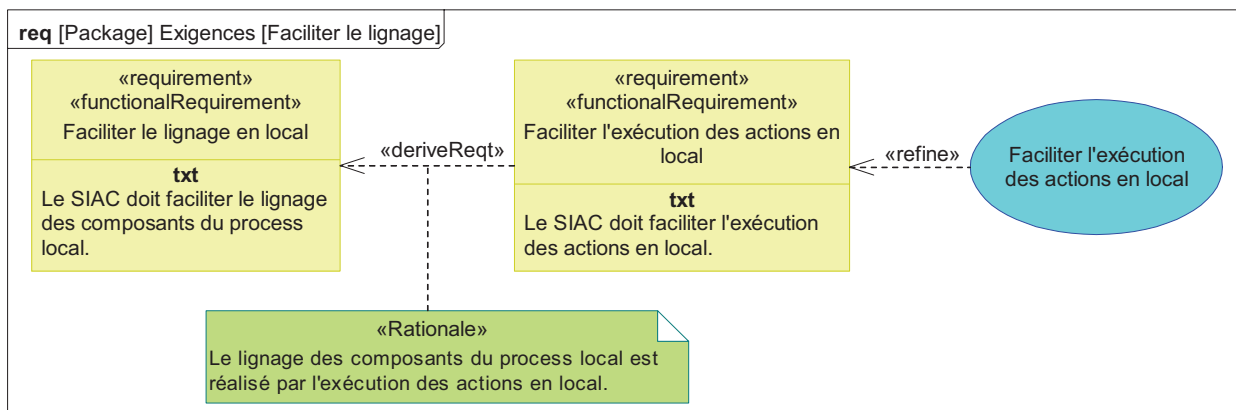 req [Package] Exigences [Faciliter le lignage]
«requirement»
«functionalRequirement»
Faciliter le lignage en local
txt
Le SIAC doit faciliter le lignage
des composants du process
local.
«deriveReqt»
«requirement»
«functionalRequirement»
Faciliter l'exécution des actions en
local
txt
Le SIAC doit faciliter l'exécution
des actions en local.
«refine»
Faciliter l'exécution
des actions en local
«Rationale»
Le lignage des composants du process local est
réalisé par l'exécution des actions en local.